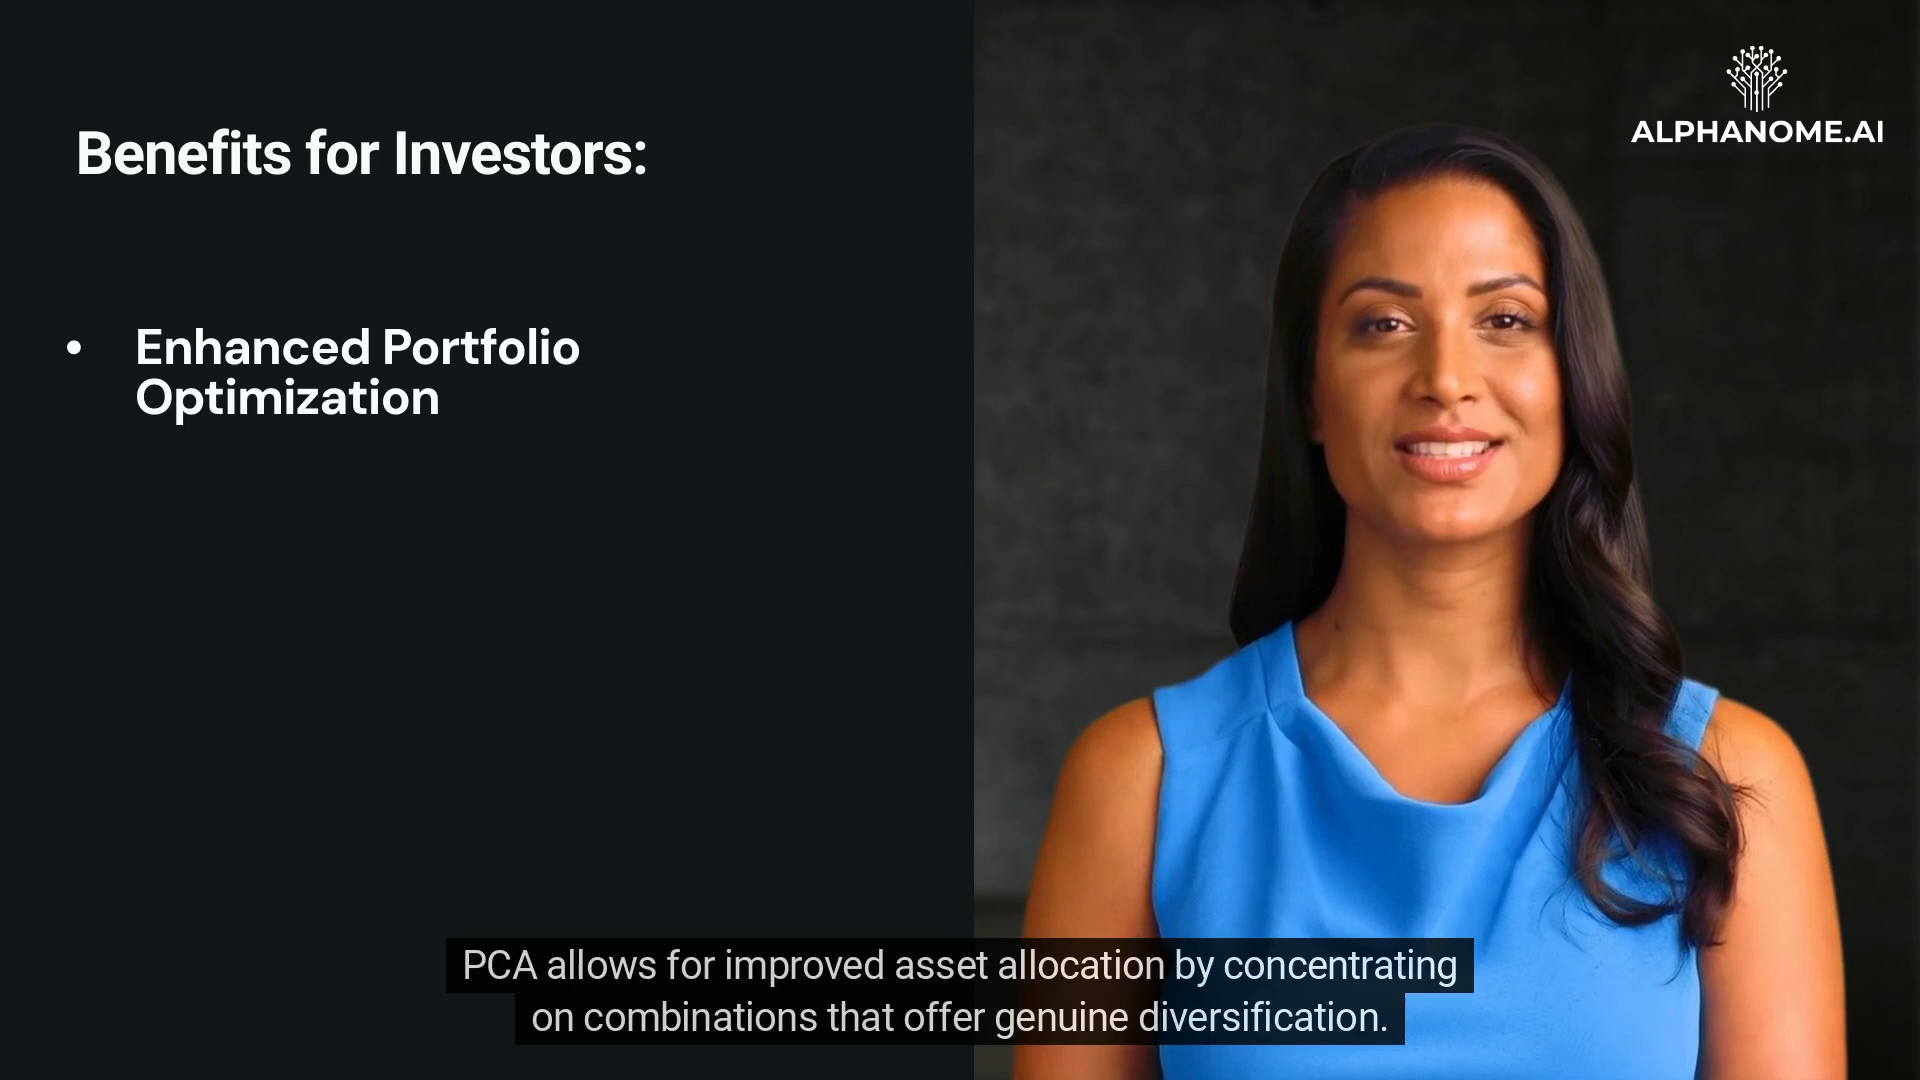 ALPHANOME.AI
Benefits for Investors:
• Enhanced Portfolio
Optimization
PCA allows for improved asset allocation by concentrating
on combinations that offer genuine diversification.